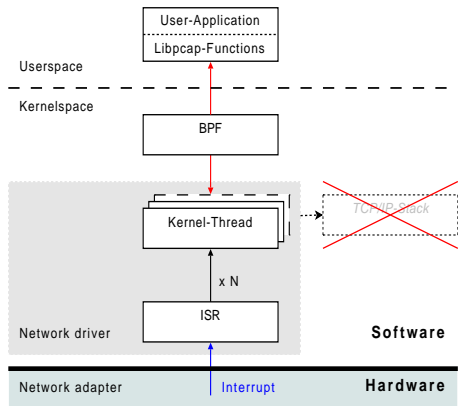 User-Application
Libpcap-Functions
Userspace
Kernelspace
BPF
TCP/IP-Stack
Kernel-Thread
x N
ISR
Network driver
Software
Network adapter
Interrupt
Hardware